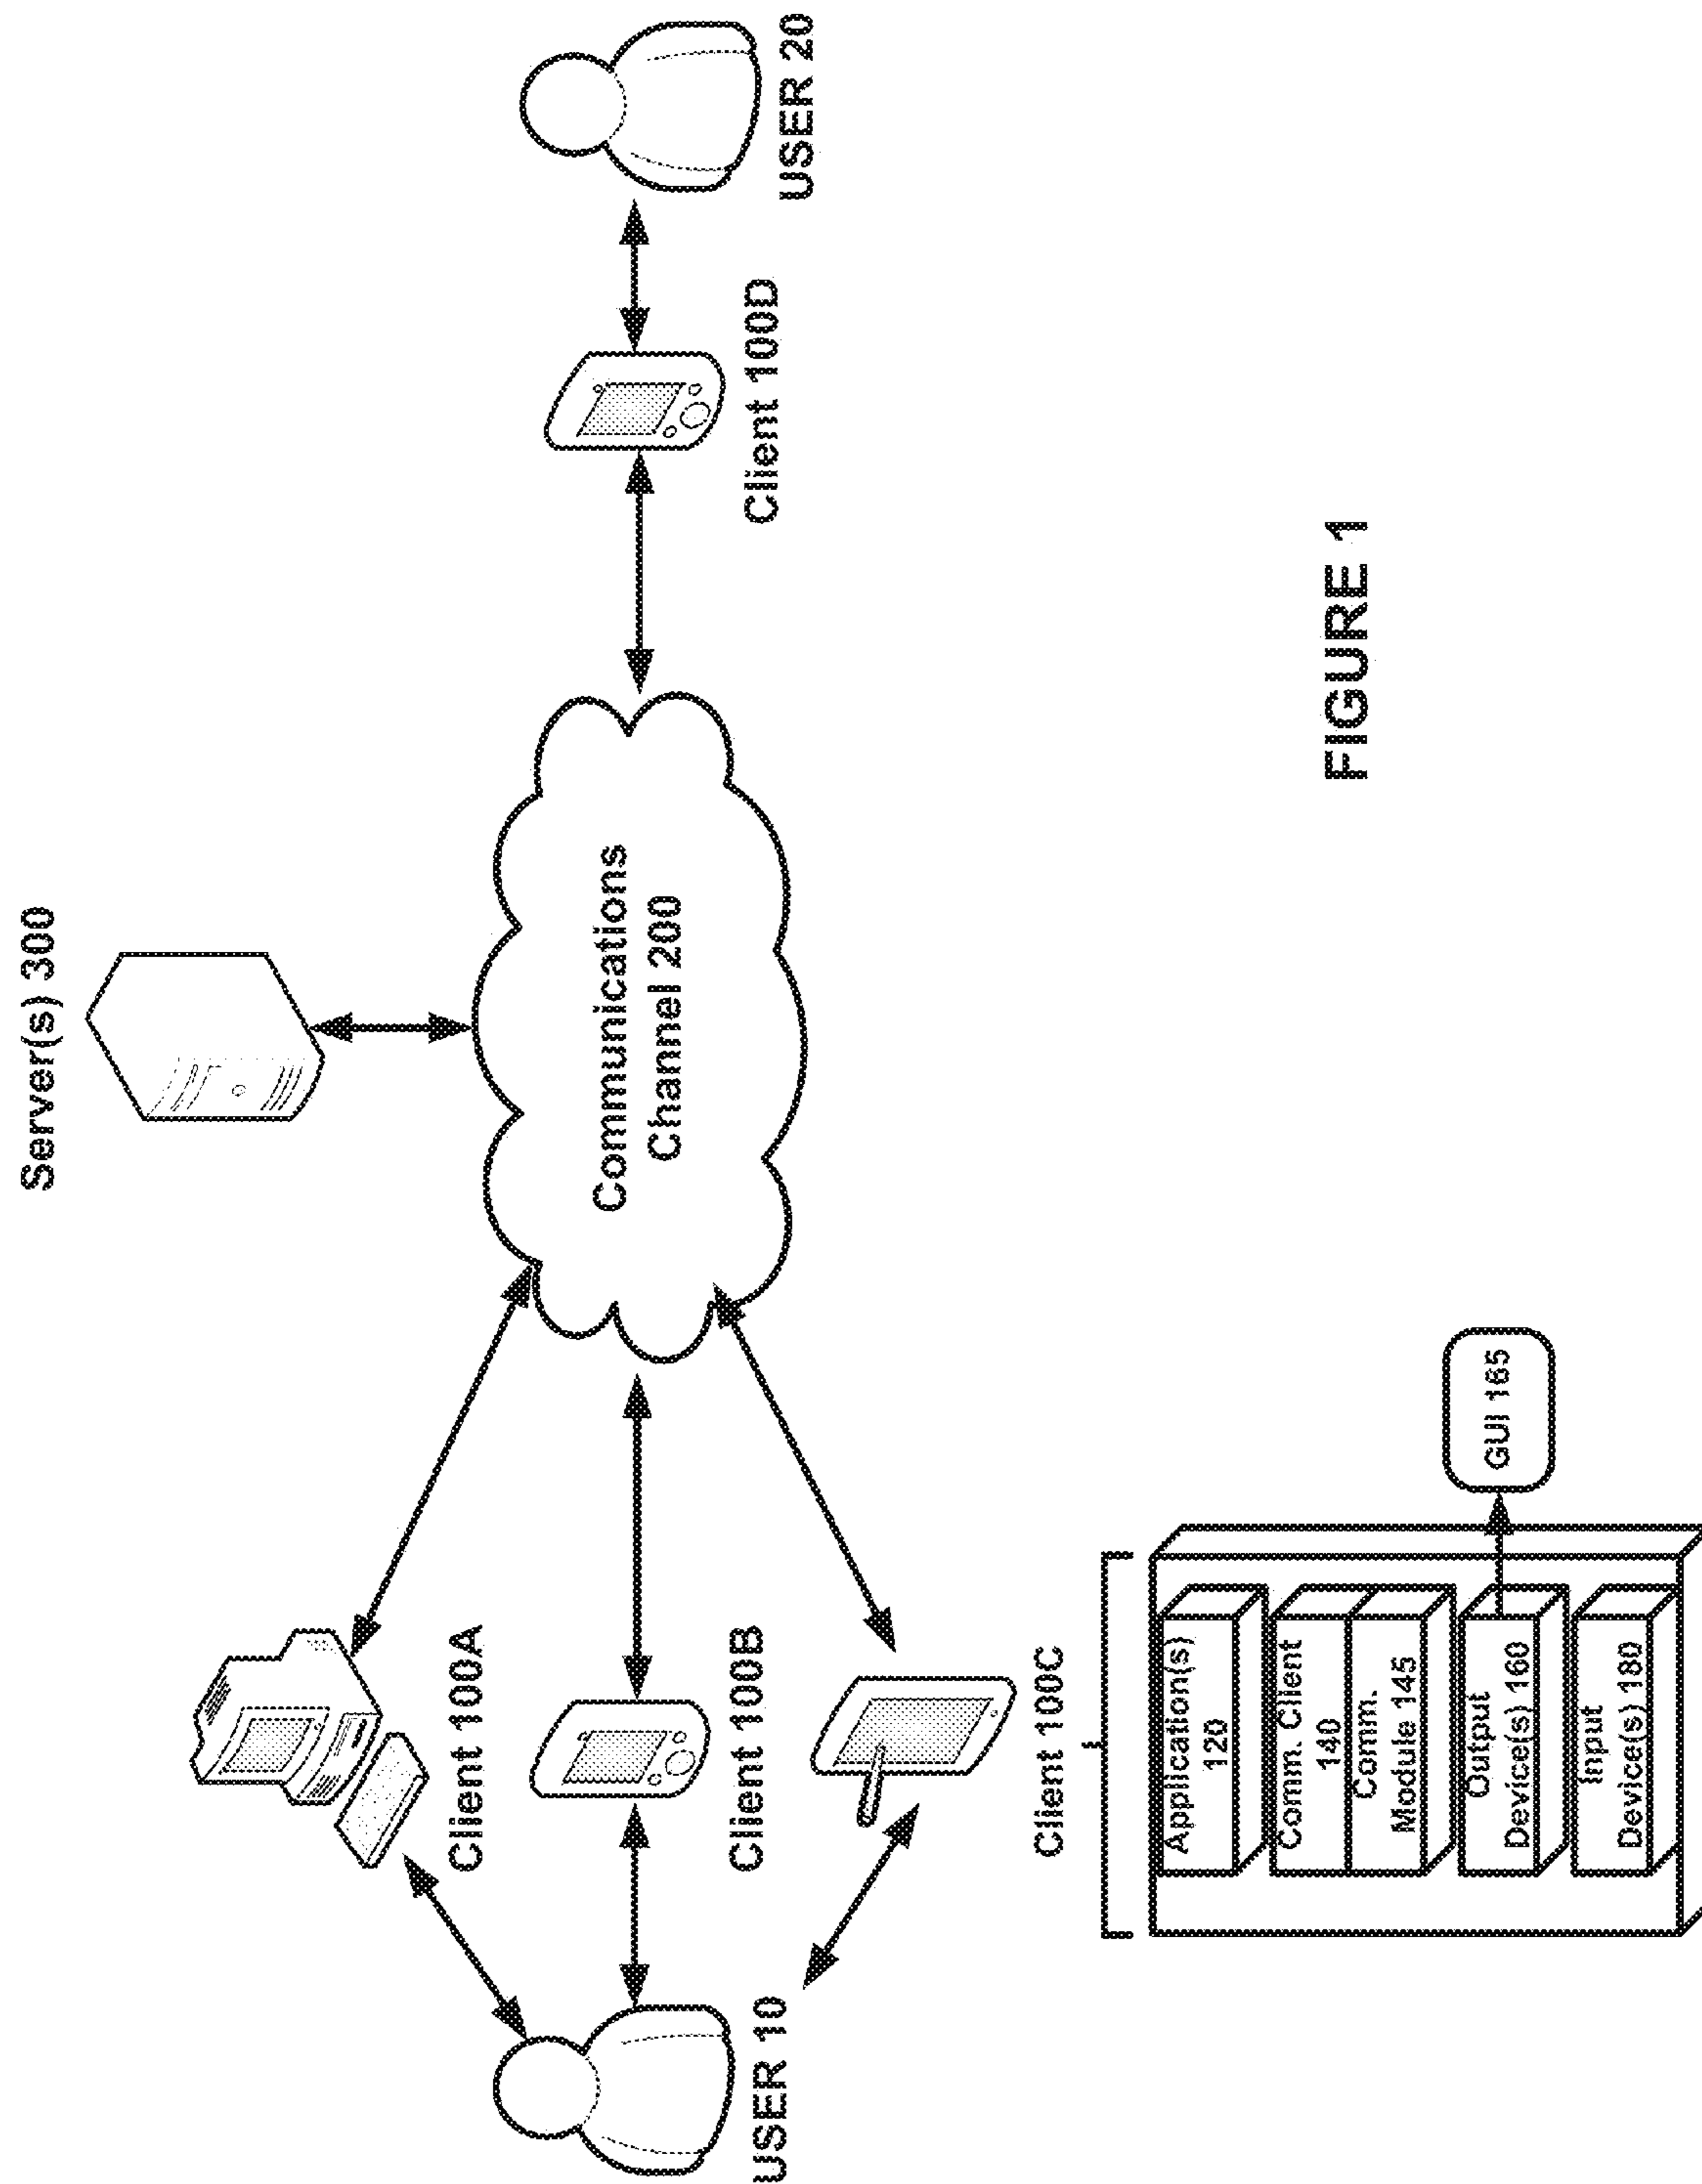 Server(s) 300
Client 100A
USER 10
Client 100B
Communications
Channel 200
Client 100D
USER 20
Client 100C
Application(s)
120
Comm. Client
140
Comm.
Module 145
Output
Device(s) 160
Input
Device(s) 180
GUI 165
FIGURE 1